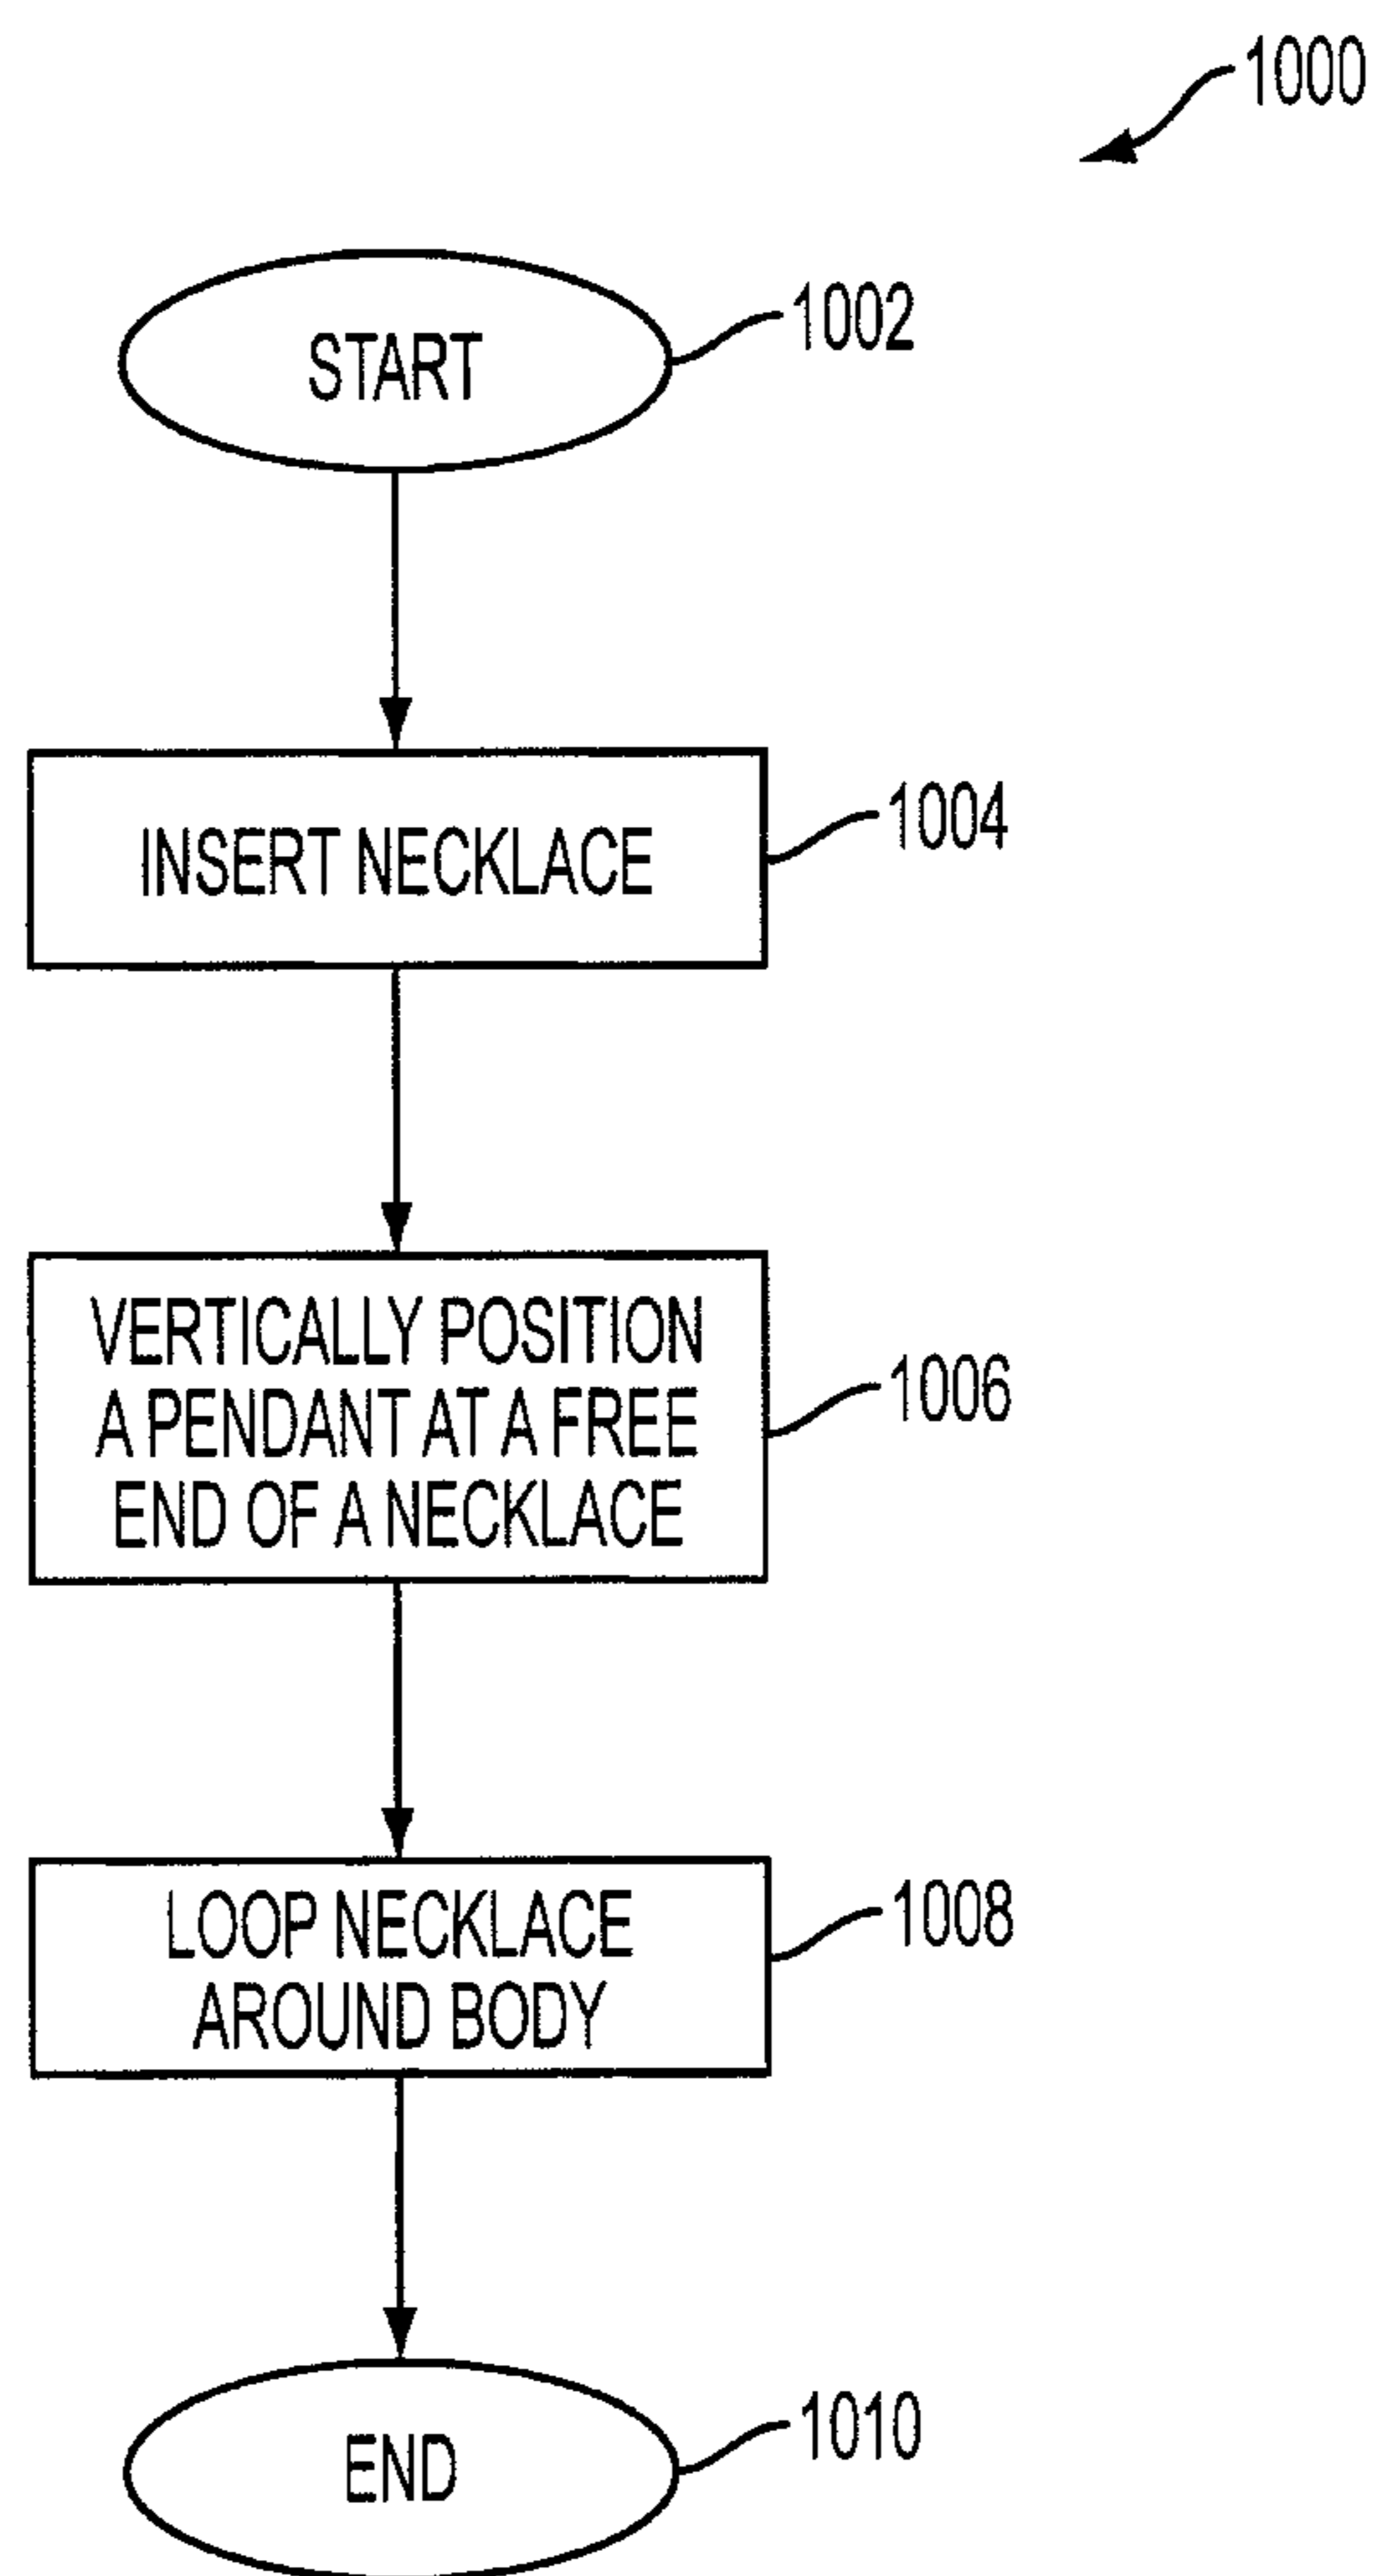 1000
START
1002
INSERT NECKLACE
1004
VERTICALLY POSITION
A PENDANT AT A FREE
END OF A NECKLACE
1006
LOOP NECKLACE
AROUND BODY
1008
END
1010